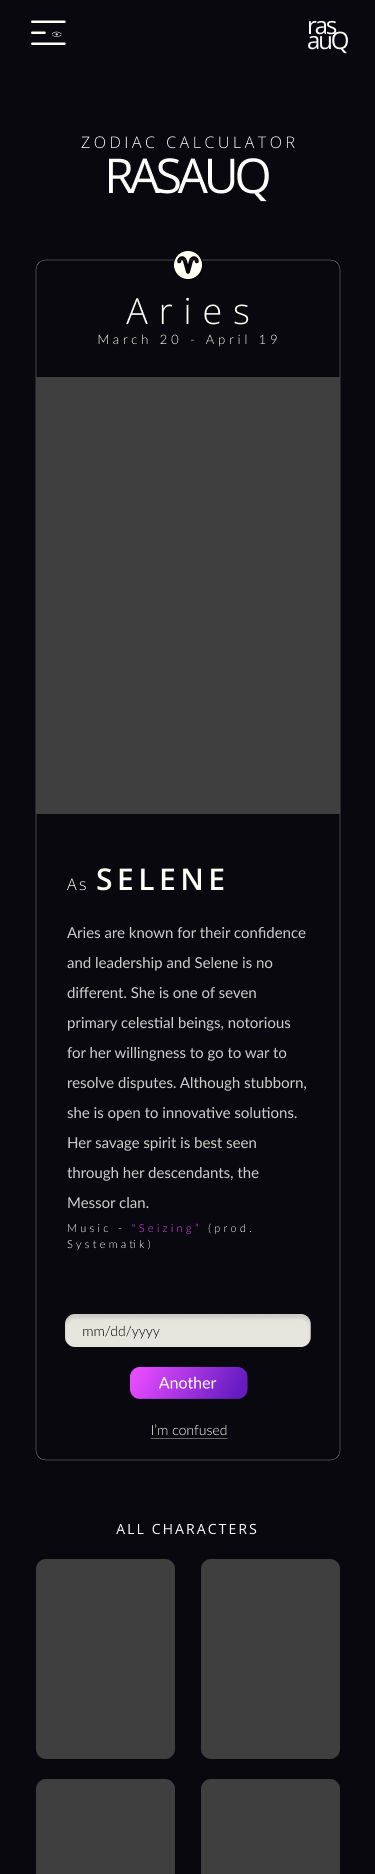 ras
auQ
ZODIAC CALCULATOR
RASAUQ
Aries
March 20 - April 19
As SELENE
Aries are known for their confidence
and leadership and Selene is no
different. She is one of seven
primary celestial beings, notorious
for her willingness to go to war to
resolve disputes. Although stubborn,
she is open to innovative solutions.
Her savage spirit is best seen
through her descendants, the
Messor clan.
Music - "Seizing" (prod.
Systematik)
mm/dd/yyyy
Another
I'm confused
ALL CHARACTERS